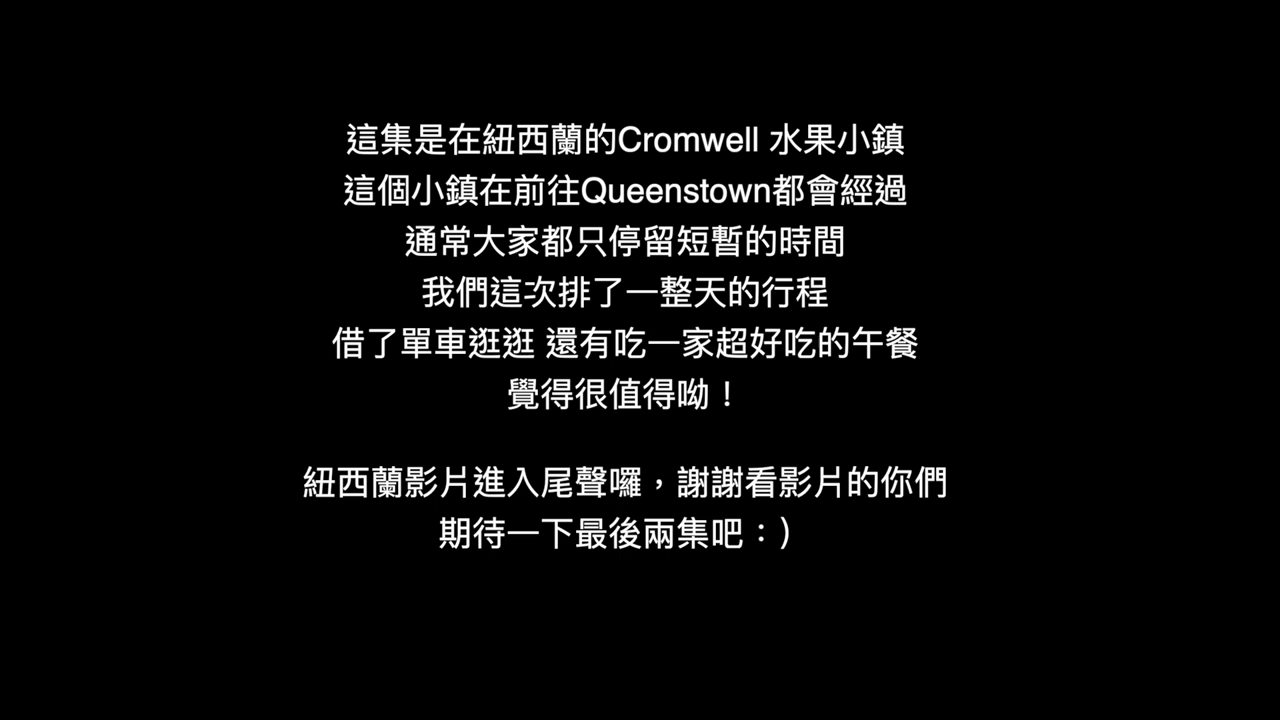 這集是在紐西蘭的Cromwell 水果小鎮
這個小鎮在前往Queenstown都會經過
通常大家都只停留短暫的時間
我們這次排了一整天的行程
借了單車逛逛 還有吃一家超好吃的午餐
覺得很值得呦！
紐西蘭影片進入尾聲囉，謝謝看影片的你們
期待一下最後兩集吧：）